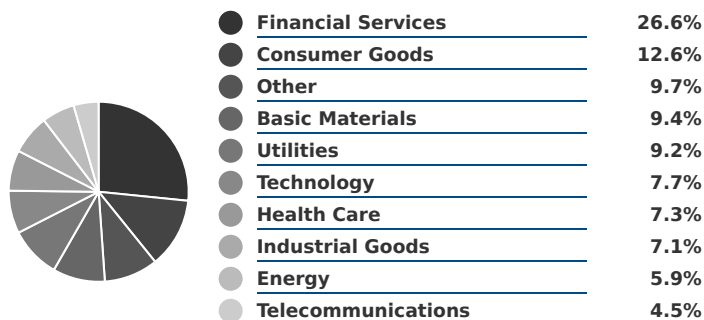 Financial Services 26.6%
Consumer Goods 12.6%
Other 9.7%
Basic Materials 9.4%
Utilities 9.2%
Technology 7.7%
Health Care 7.3%
Industrial Goods 7.1%
Energy 5.9%
Telecommunications 4.5%